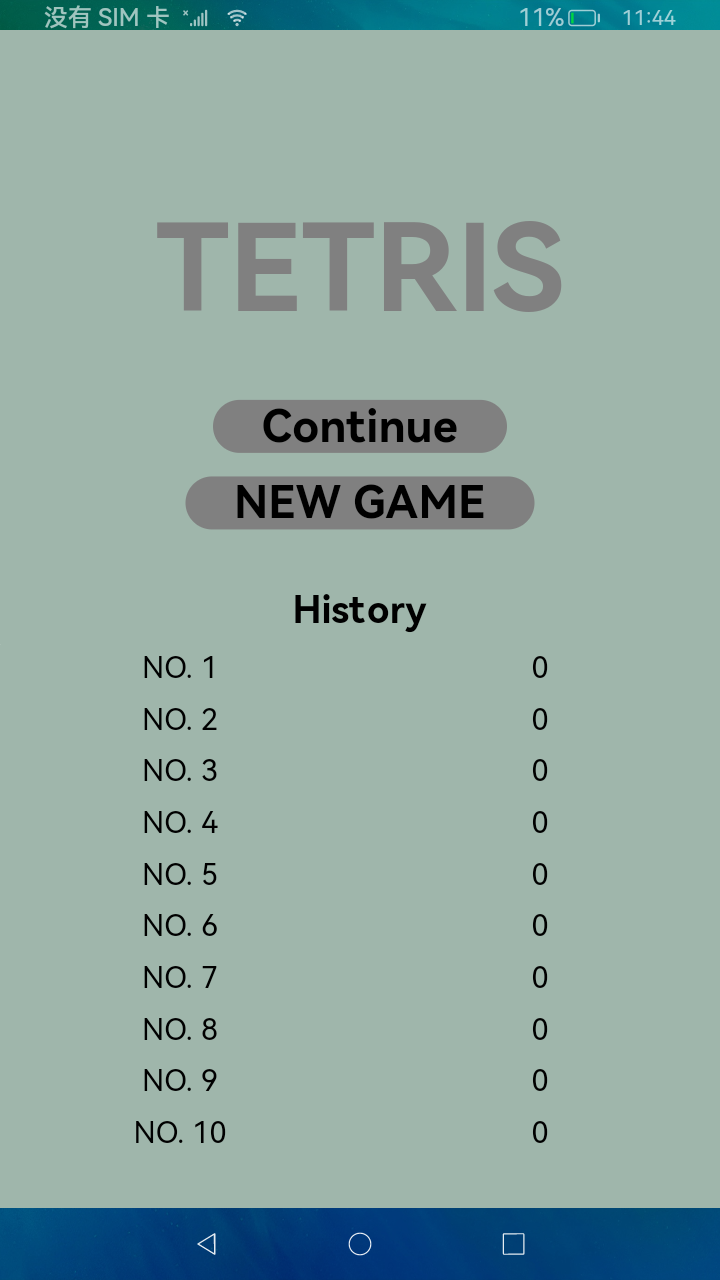 没有 SIM 卡 11% 11:44
TETRIS
Continue
NEW GAME
History
NO. 1 0
NO. 2 0
NO. 3 0
NO. 4 0
NO. 5 0
NO. 6 0
NO. 7 0
NO. 8 0
NO. 9 0
NO. 10 0